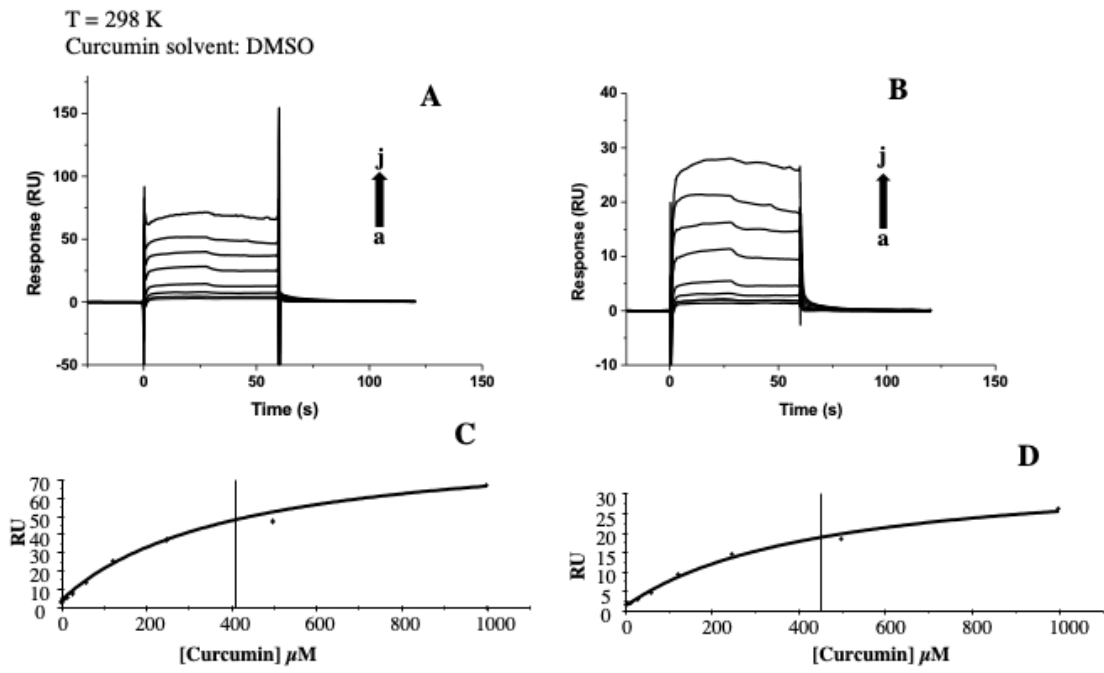 T = 298 K
Curcumin solvent: DMSO
A
150
100
50
0
-50
Response (RU)
j
a
0
50
100
150
Time (s)
B
40
30
20
10
0
-10
Response (RU)
j
a
0
50
100
150
Time (s)
C
70
60
50
40
30
20
10
0
RU
0
200
400
600
800
1000
[Curcumin] μM
D
30
25
20
15
10
5
0
RU
0
200
400
600
800
1000
[Curcumin] μM